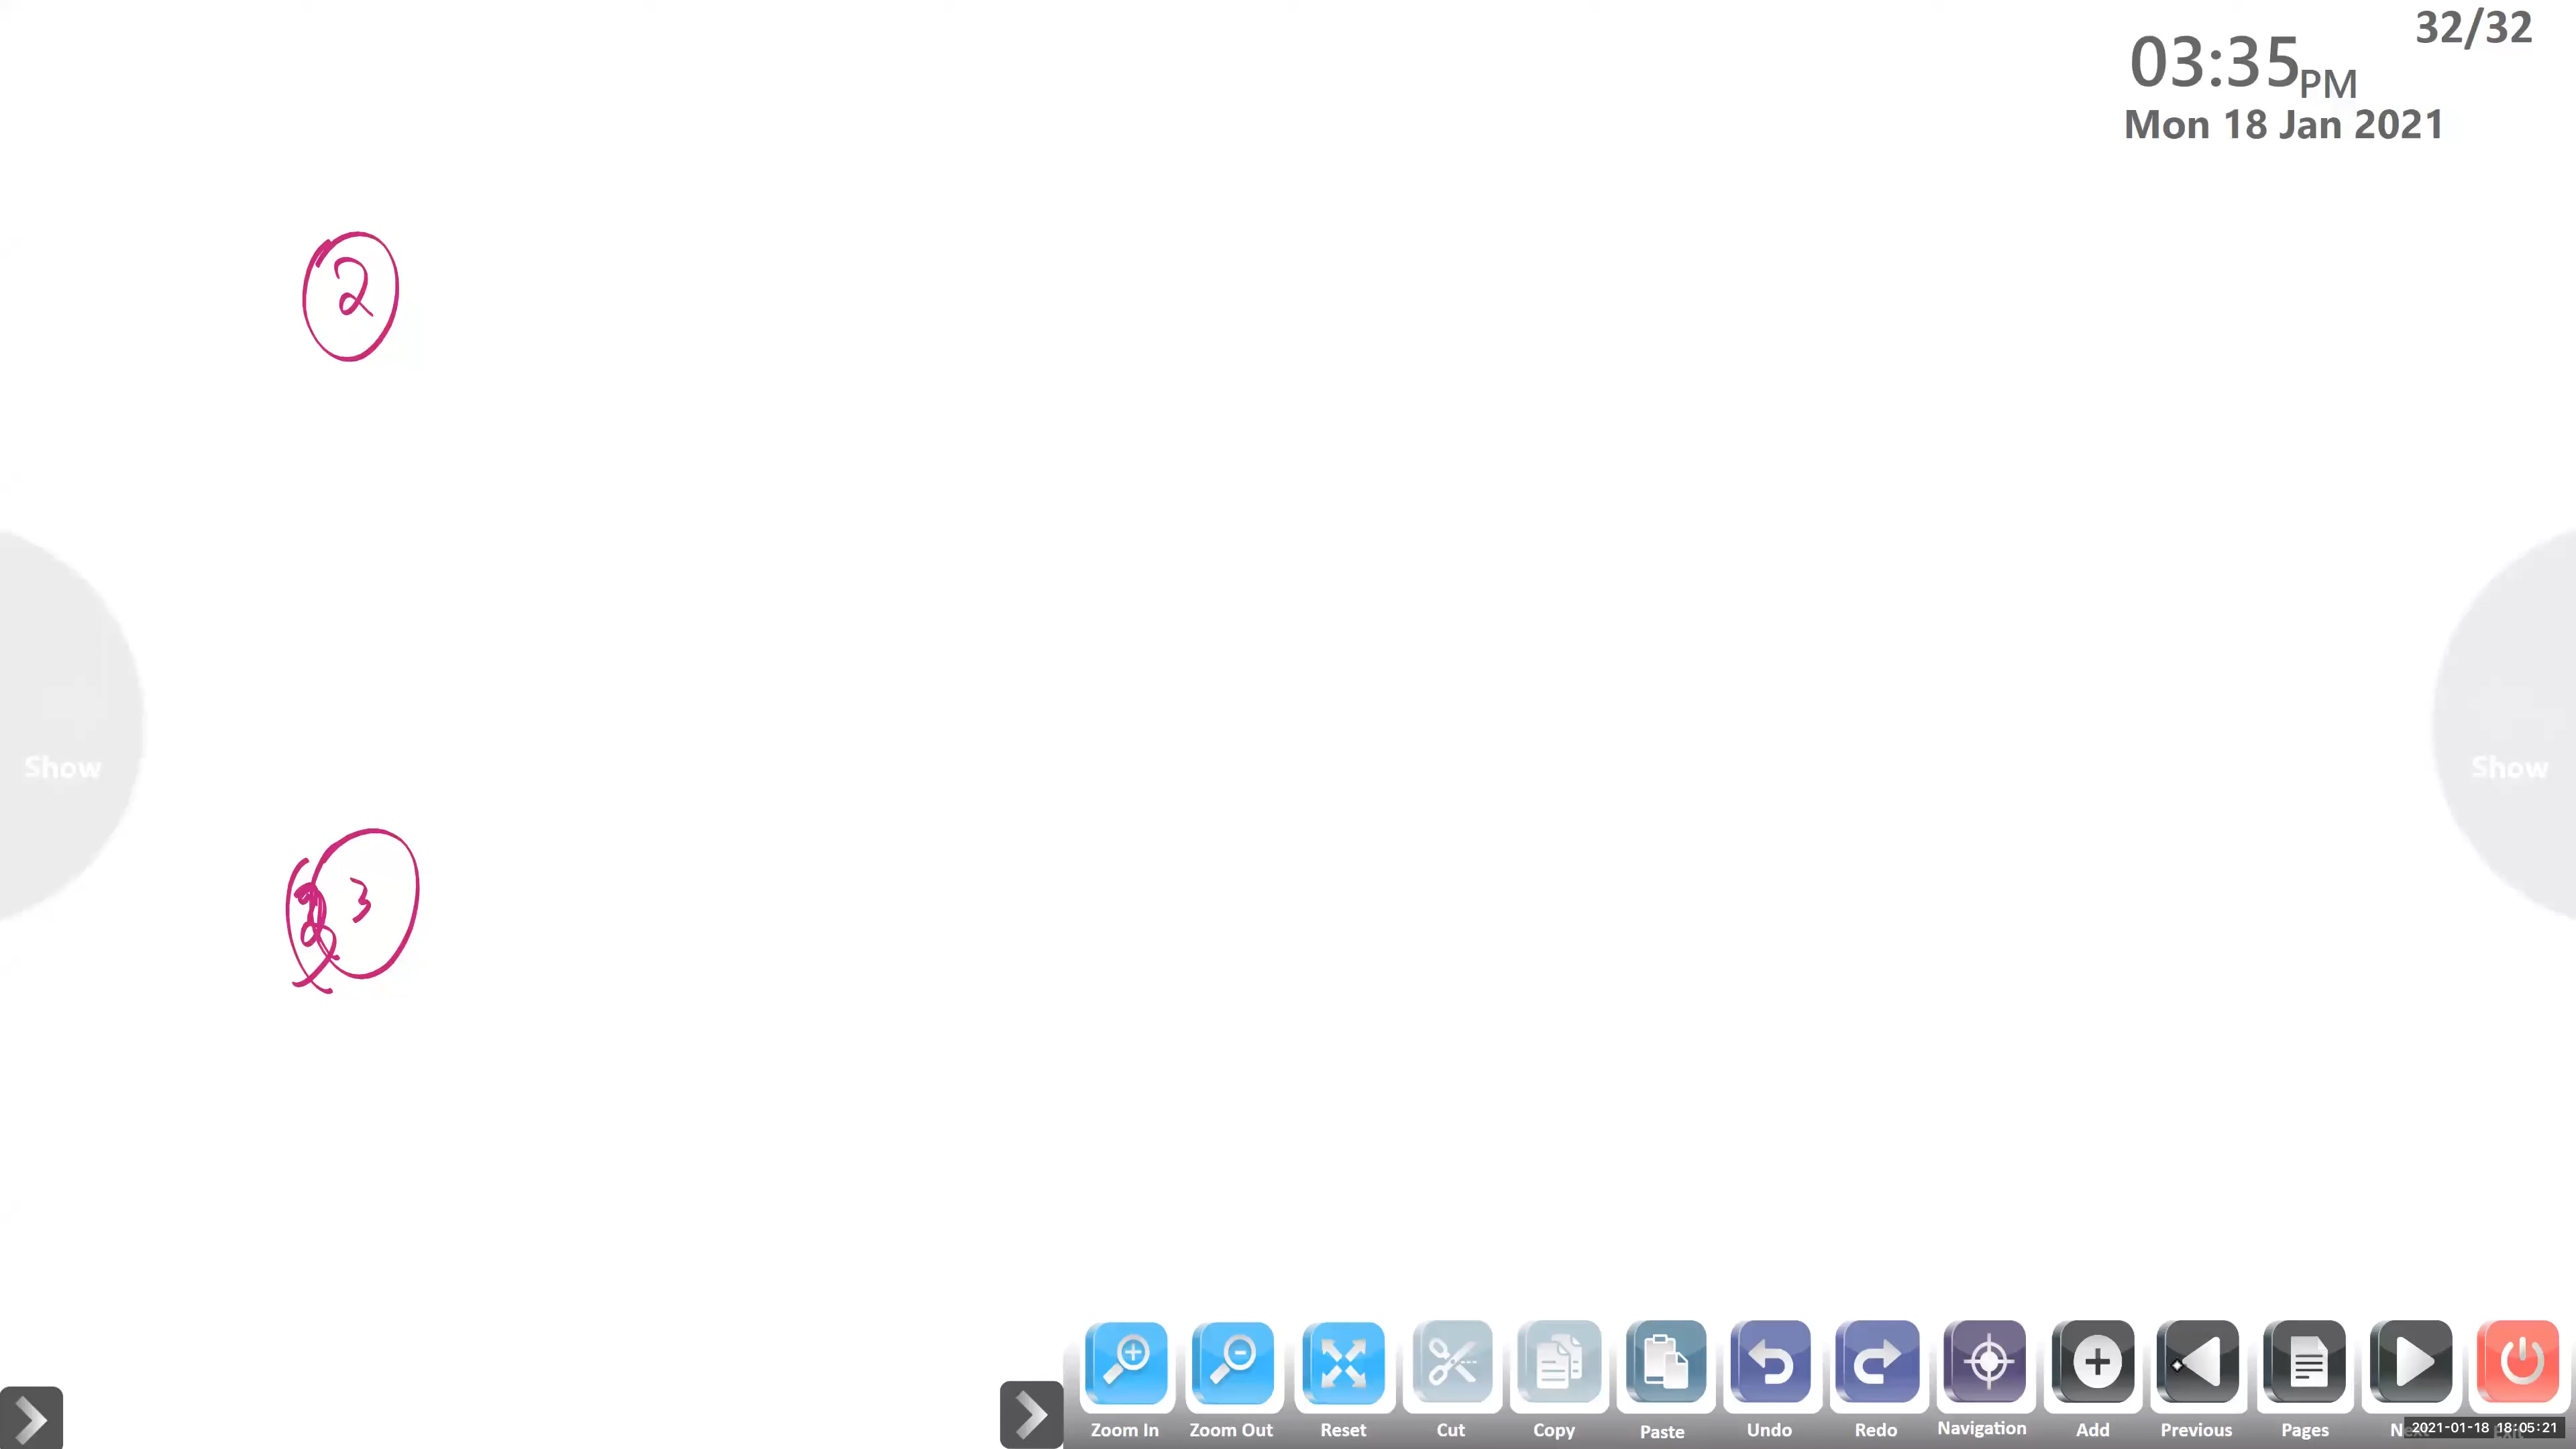 32/32
03:35PM
Mon 18 Jan 2021
2
Show
Show
3
Zoom In Zoom Out Reset Cut Copy Paste Undo Redo Navigation Add Previous Pages
2021-01-18 18:05:21